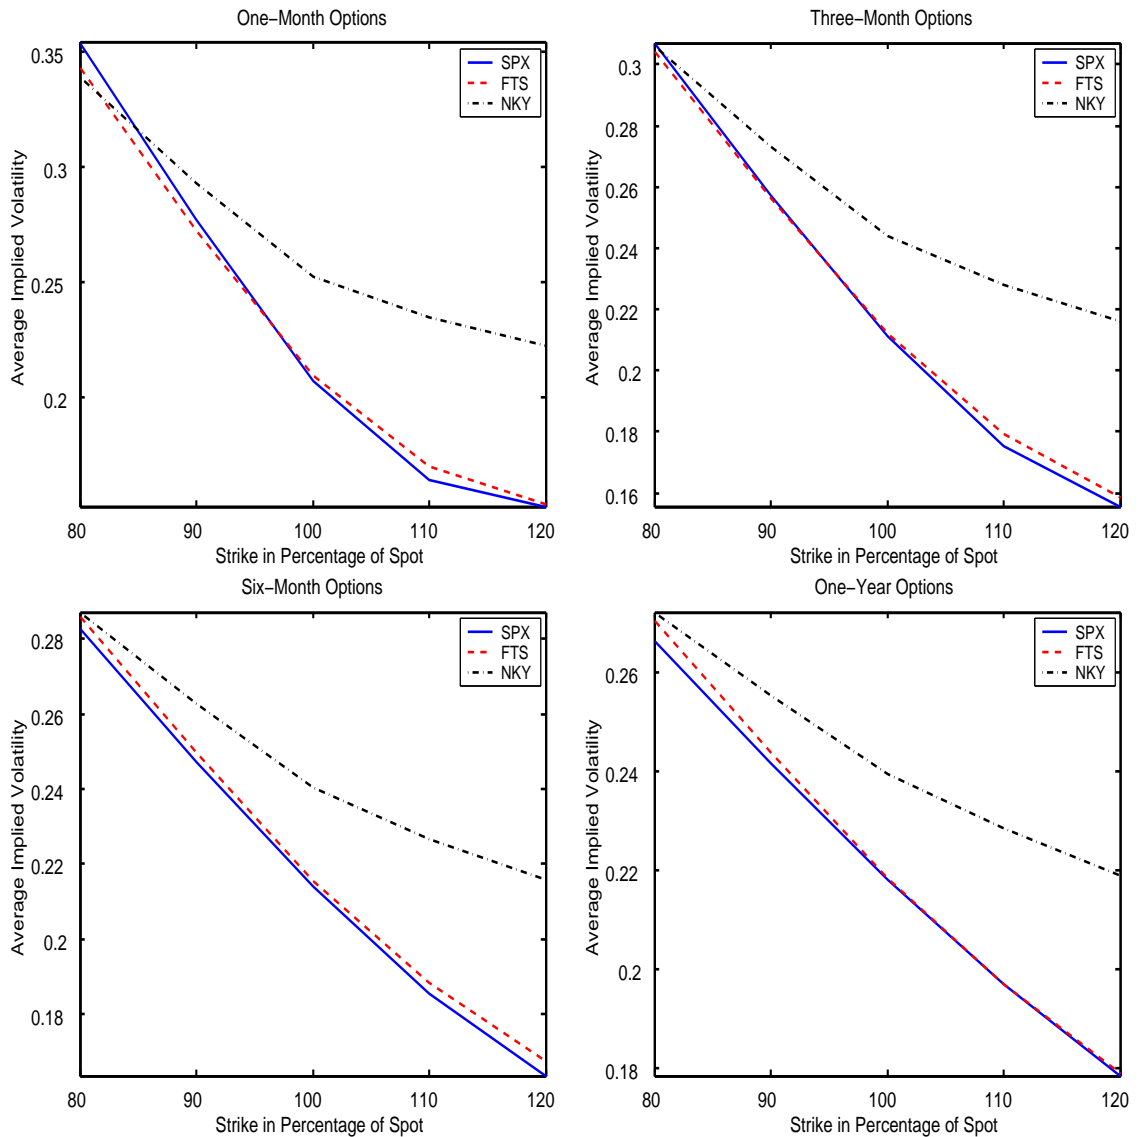 One−Month Options
0.35
0.3
0.25
0.2
80
90
100
110
120
Average Implied Volatility
Strike in Percentage of Spot
SPX
FTS
NKY
Three−Month Options
0.3
0.28
0.26
0.24
0.22
0.2
0.18
0.16
80
90
100
110
120
Average Implied Volatility
Strike in Percentage of Spot
SPX
FTS
NKY
Six−Month Options
0.28
0.26
0.24
0.22
0.2
0.18
80
90
100
110
120
Average Implied Volatility
Strike in Percentage of Spot
SPX
FTS
NKY
One−Year Options
0.26
0.24
0.22
0.2
0.18
80
90
100
110
120
Average Implied Volatility
Strike in Percentage of Spot
SPX
FTS
NKY